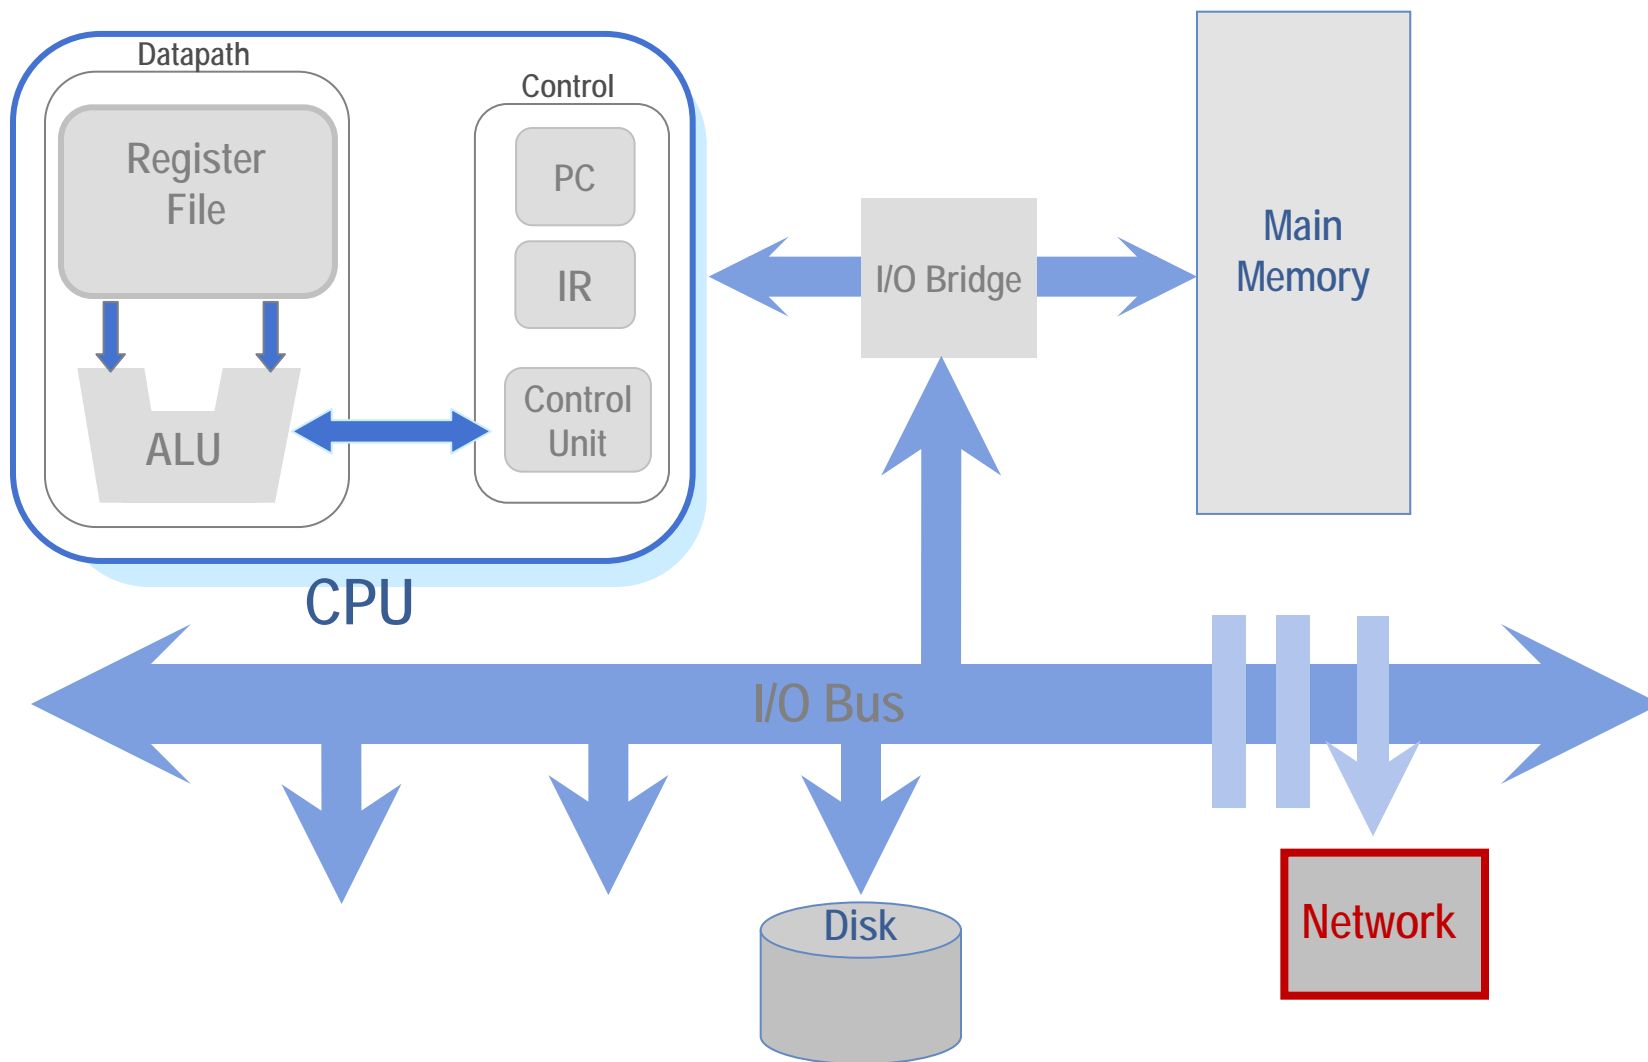 Datapath
Control
Register
File
PC
IR
Control
Unit
ALU
CPU
I/O Bridge
Main
Memory
I/O Bus
Disk
Network